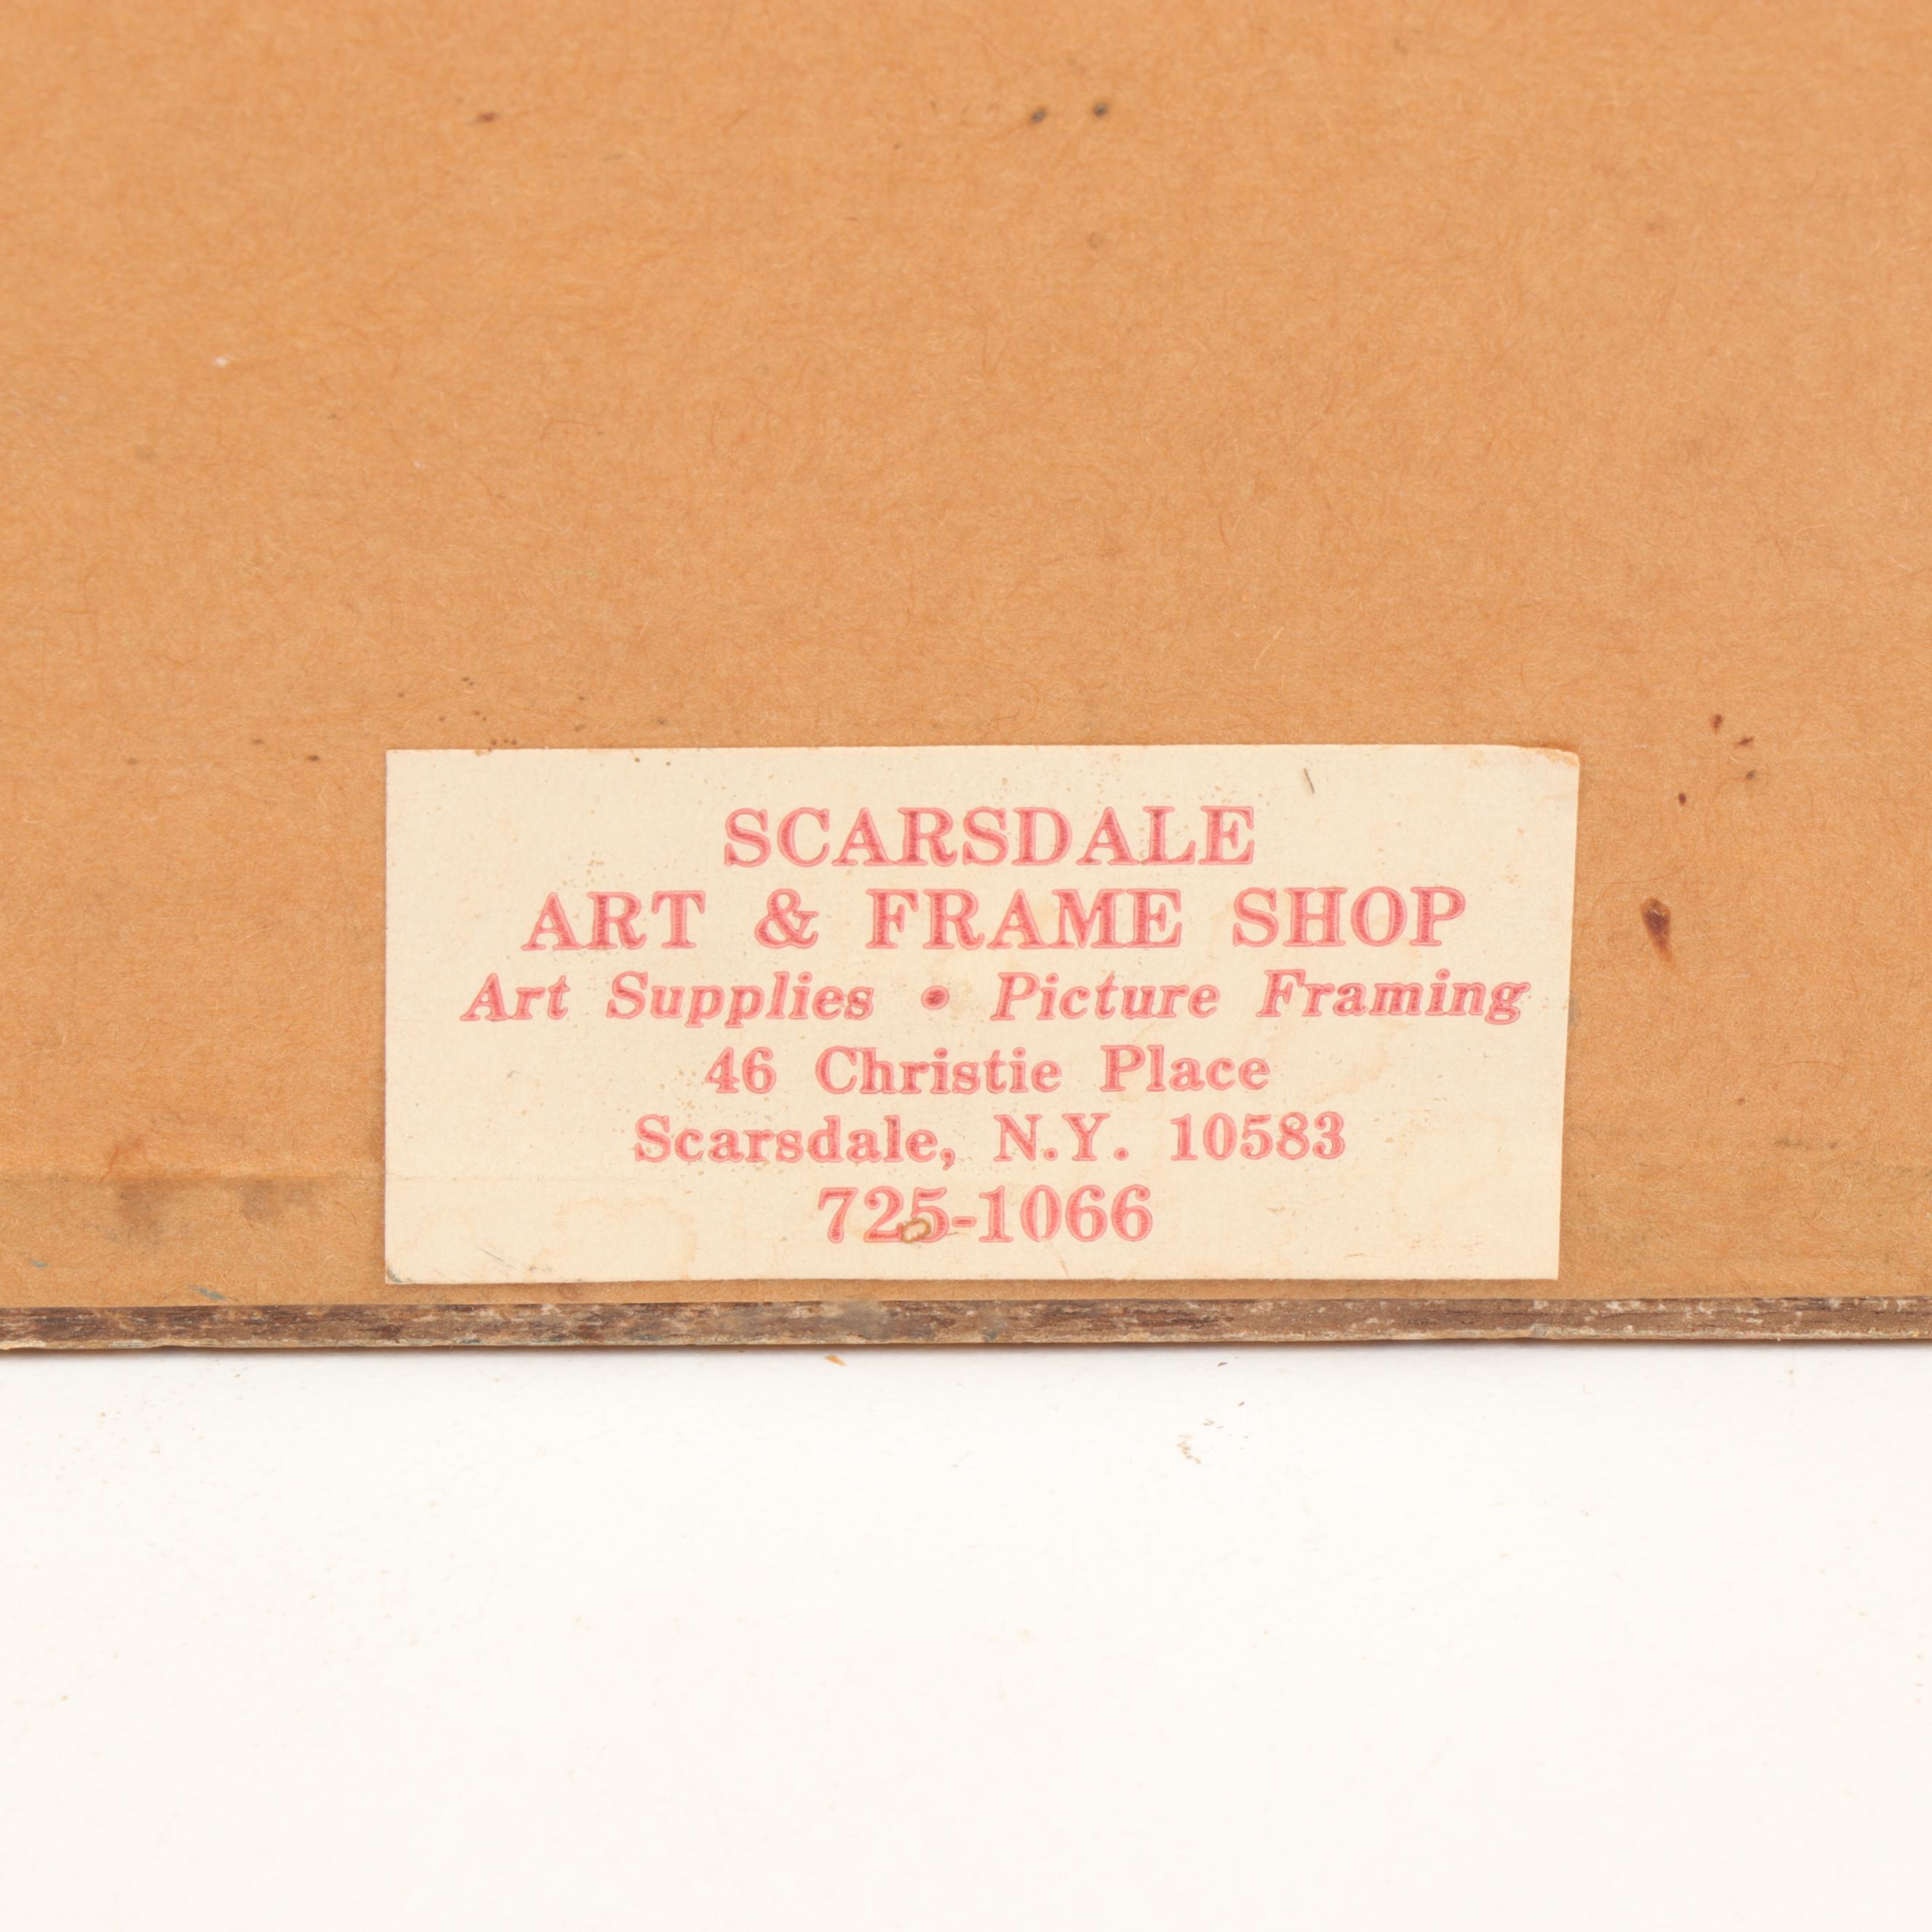 SCARSDALE
ART & FRAME SHOP
Art Supplies • Picture Framing
46 Christie Place
Scarsdale, N.Y. 10583
725-1066